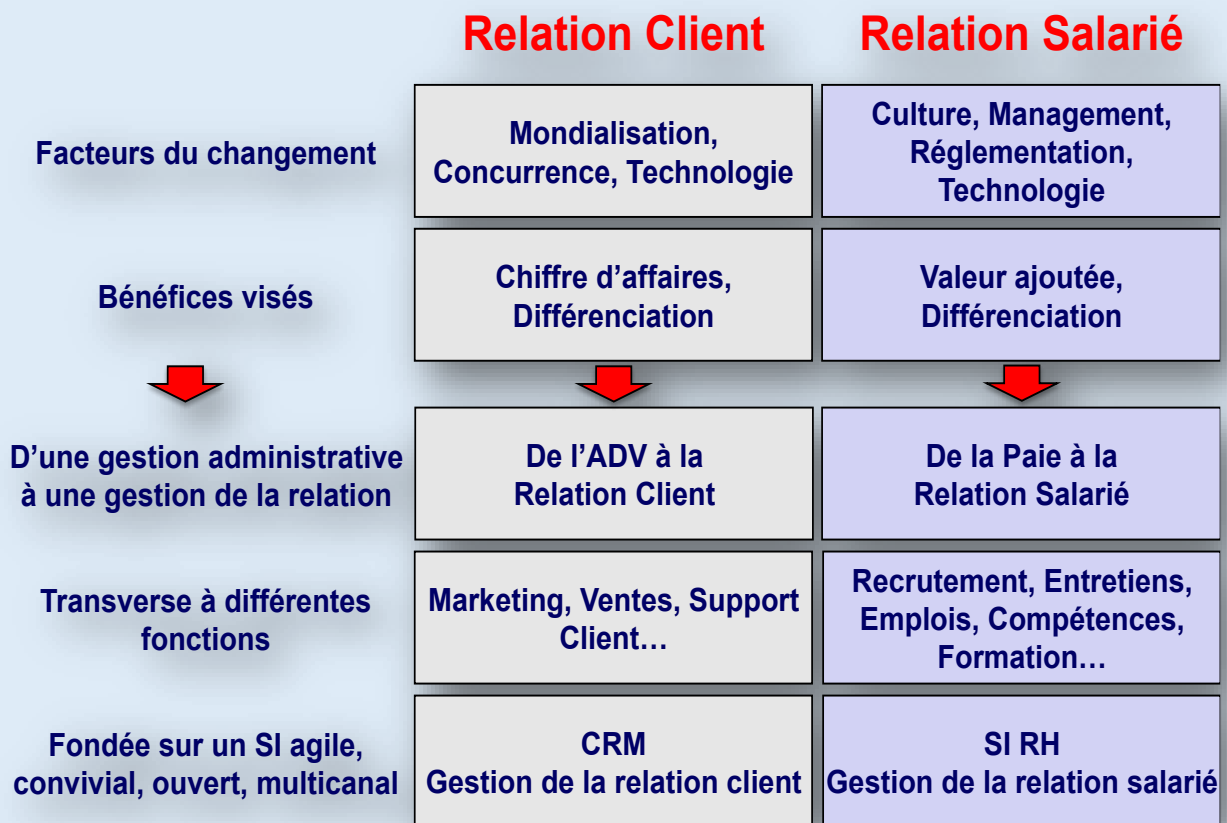 Relation Client
Relation Salarié
Facteurs du changement
Mondialisation,
Concurrence, Technologie
Culture, Management,
Réglementation,
Technologie
Bénéfices visés
Chiffre d’affaires,
Différenciation
Valeur ajoutée,
Différenciation
D’une gestion administrative
à une gestion de la relation
De l’ADV à la
Relation Client
De la Paie à la
Relation Salarié
Transverse à différentes
fonctions
Marketing, Ventes, Support
Client…
Recrutement, Entretiens,
Emplois, Compétences,
Formation…
Fondée sur un SI agile,
convivial, ouvert, multicanal
CRM
Gestion de la relation client
SI RH
Gestion de la relation salarié